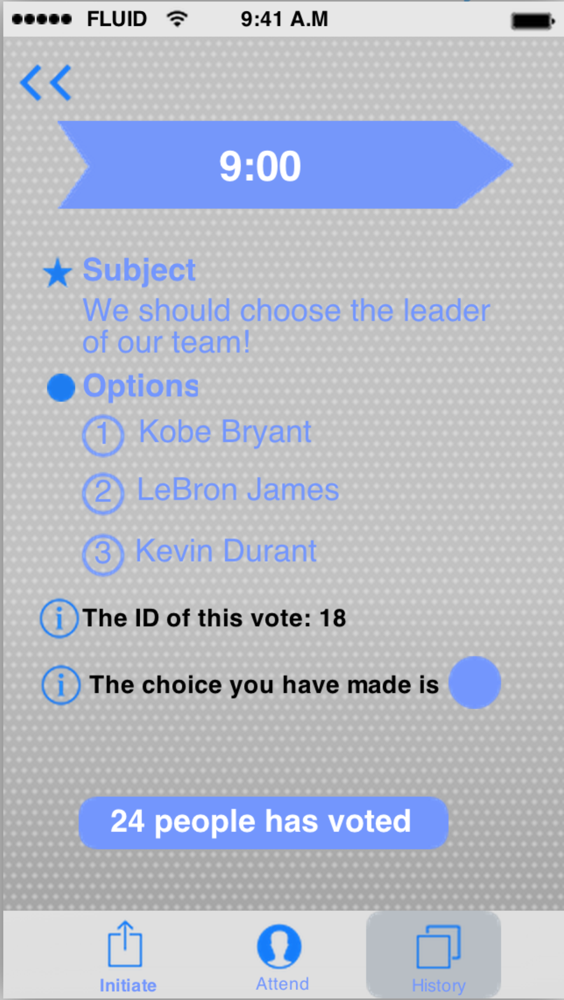 FLUID 9:41 A.M
9:00
Subject
We should choose the leader
of our team!
Options
1 Kobe Bryant
2 LeBron James
3 Kevin Durant
i The ID of this vote: 18
i The choice you have made is
24 people has voted
Initiate Attend History